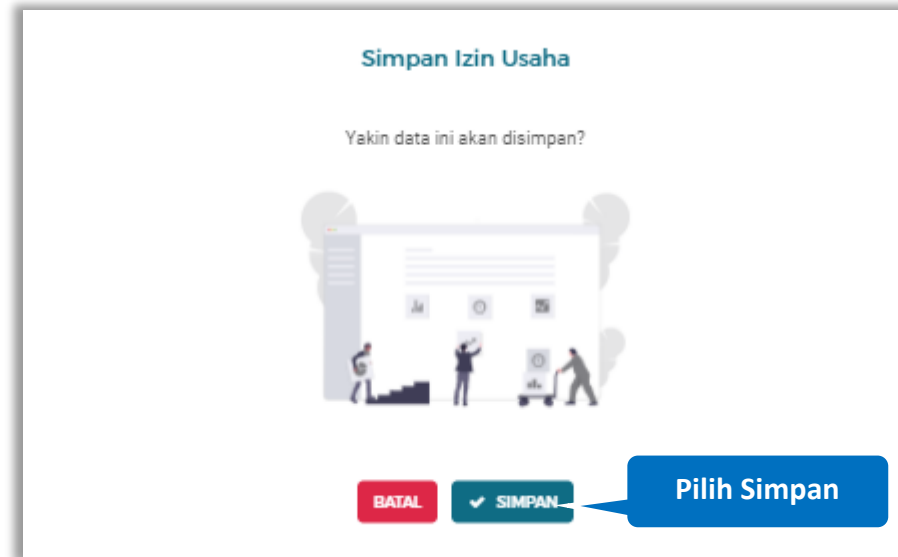 Simpan Izin Usaha
Yakin data ini akan disimpan?
BATAL
SIMPAN
Pilih Simpan